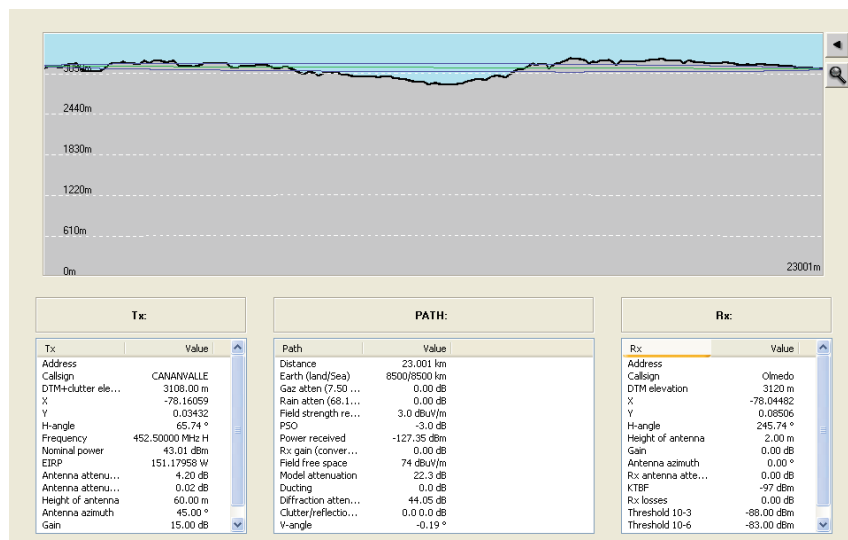 3050m
2440m
1830m
1220m
610m
0m
23001m
Tx:
PATH:
Rx:
Tx Value
Address
Callsign CANANVALLE
DTM+clutter ele... 3108.00 m
X -78.16059
Y 0.03432
H-angle 65.74 °
Frequency 452.50000 MHz H
Nominal power 43.01 dBm
EIRP 151.17958 W
Antenna attenu... 4.20 dB
Antenna attenu... 0.02 dB
Height of antenna 60.00 m
Antenna azimuth 45.00 °
Gain 15.00 dB
Path Value
Distance 23.001 km
Earth (land/Sea) 8500/8500 km
Gaz atten (7.50 ... 0.00 dB
Rain atten (68.1... 0.00 dB
Field strength re... 3.0 dBuV/m
PSO -3.0 dB
Power received -127.35 dBm
Rx gain (conver... 0.00 dB
Field free space 74 dBuV/m
Model attenuation 22.3 dB
Ducting 0.0 dB
Diffraction atten... 44.05 dB
Clutter/reflectio... 0.0 0.0 dB
V-angle -0.19 °
Rx Value
Address
Callsign Olmedo
DTM elevation 3120 m
X -78.04482
Y 0.08506
H-angle 245.74 °
Height of antenna 2.00 m
Gain 0.00 dB
Antenna azimuth 0.00 °
Rx antenna atte... 0.00 dB
KTBF -97 dBm
Rx losses 0.00 dB
Threshold 10-3 -88.00 dBm
Threshold 10-6 -83.00 dBm